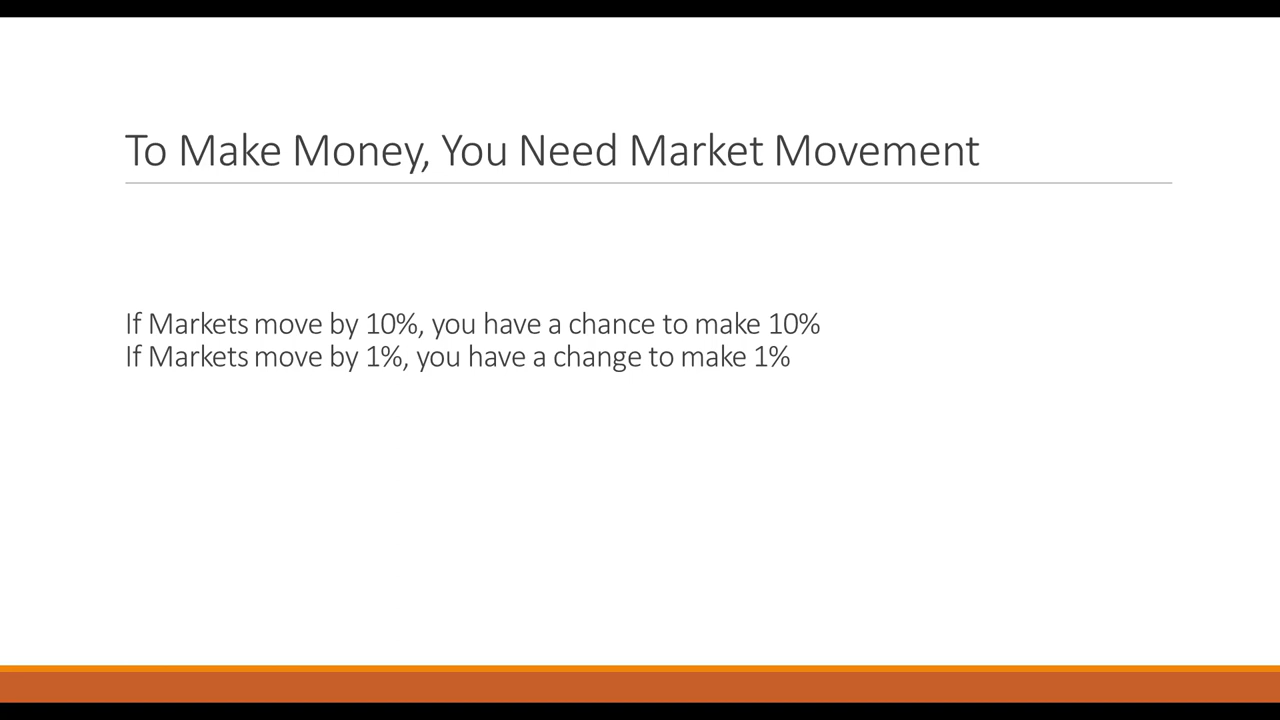 To Make Money, You Need Market Movement
If Markets move by 10%, you have a chance to make 10%
If Markets move by 1%, you have a change to make 1%